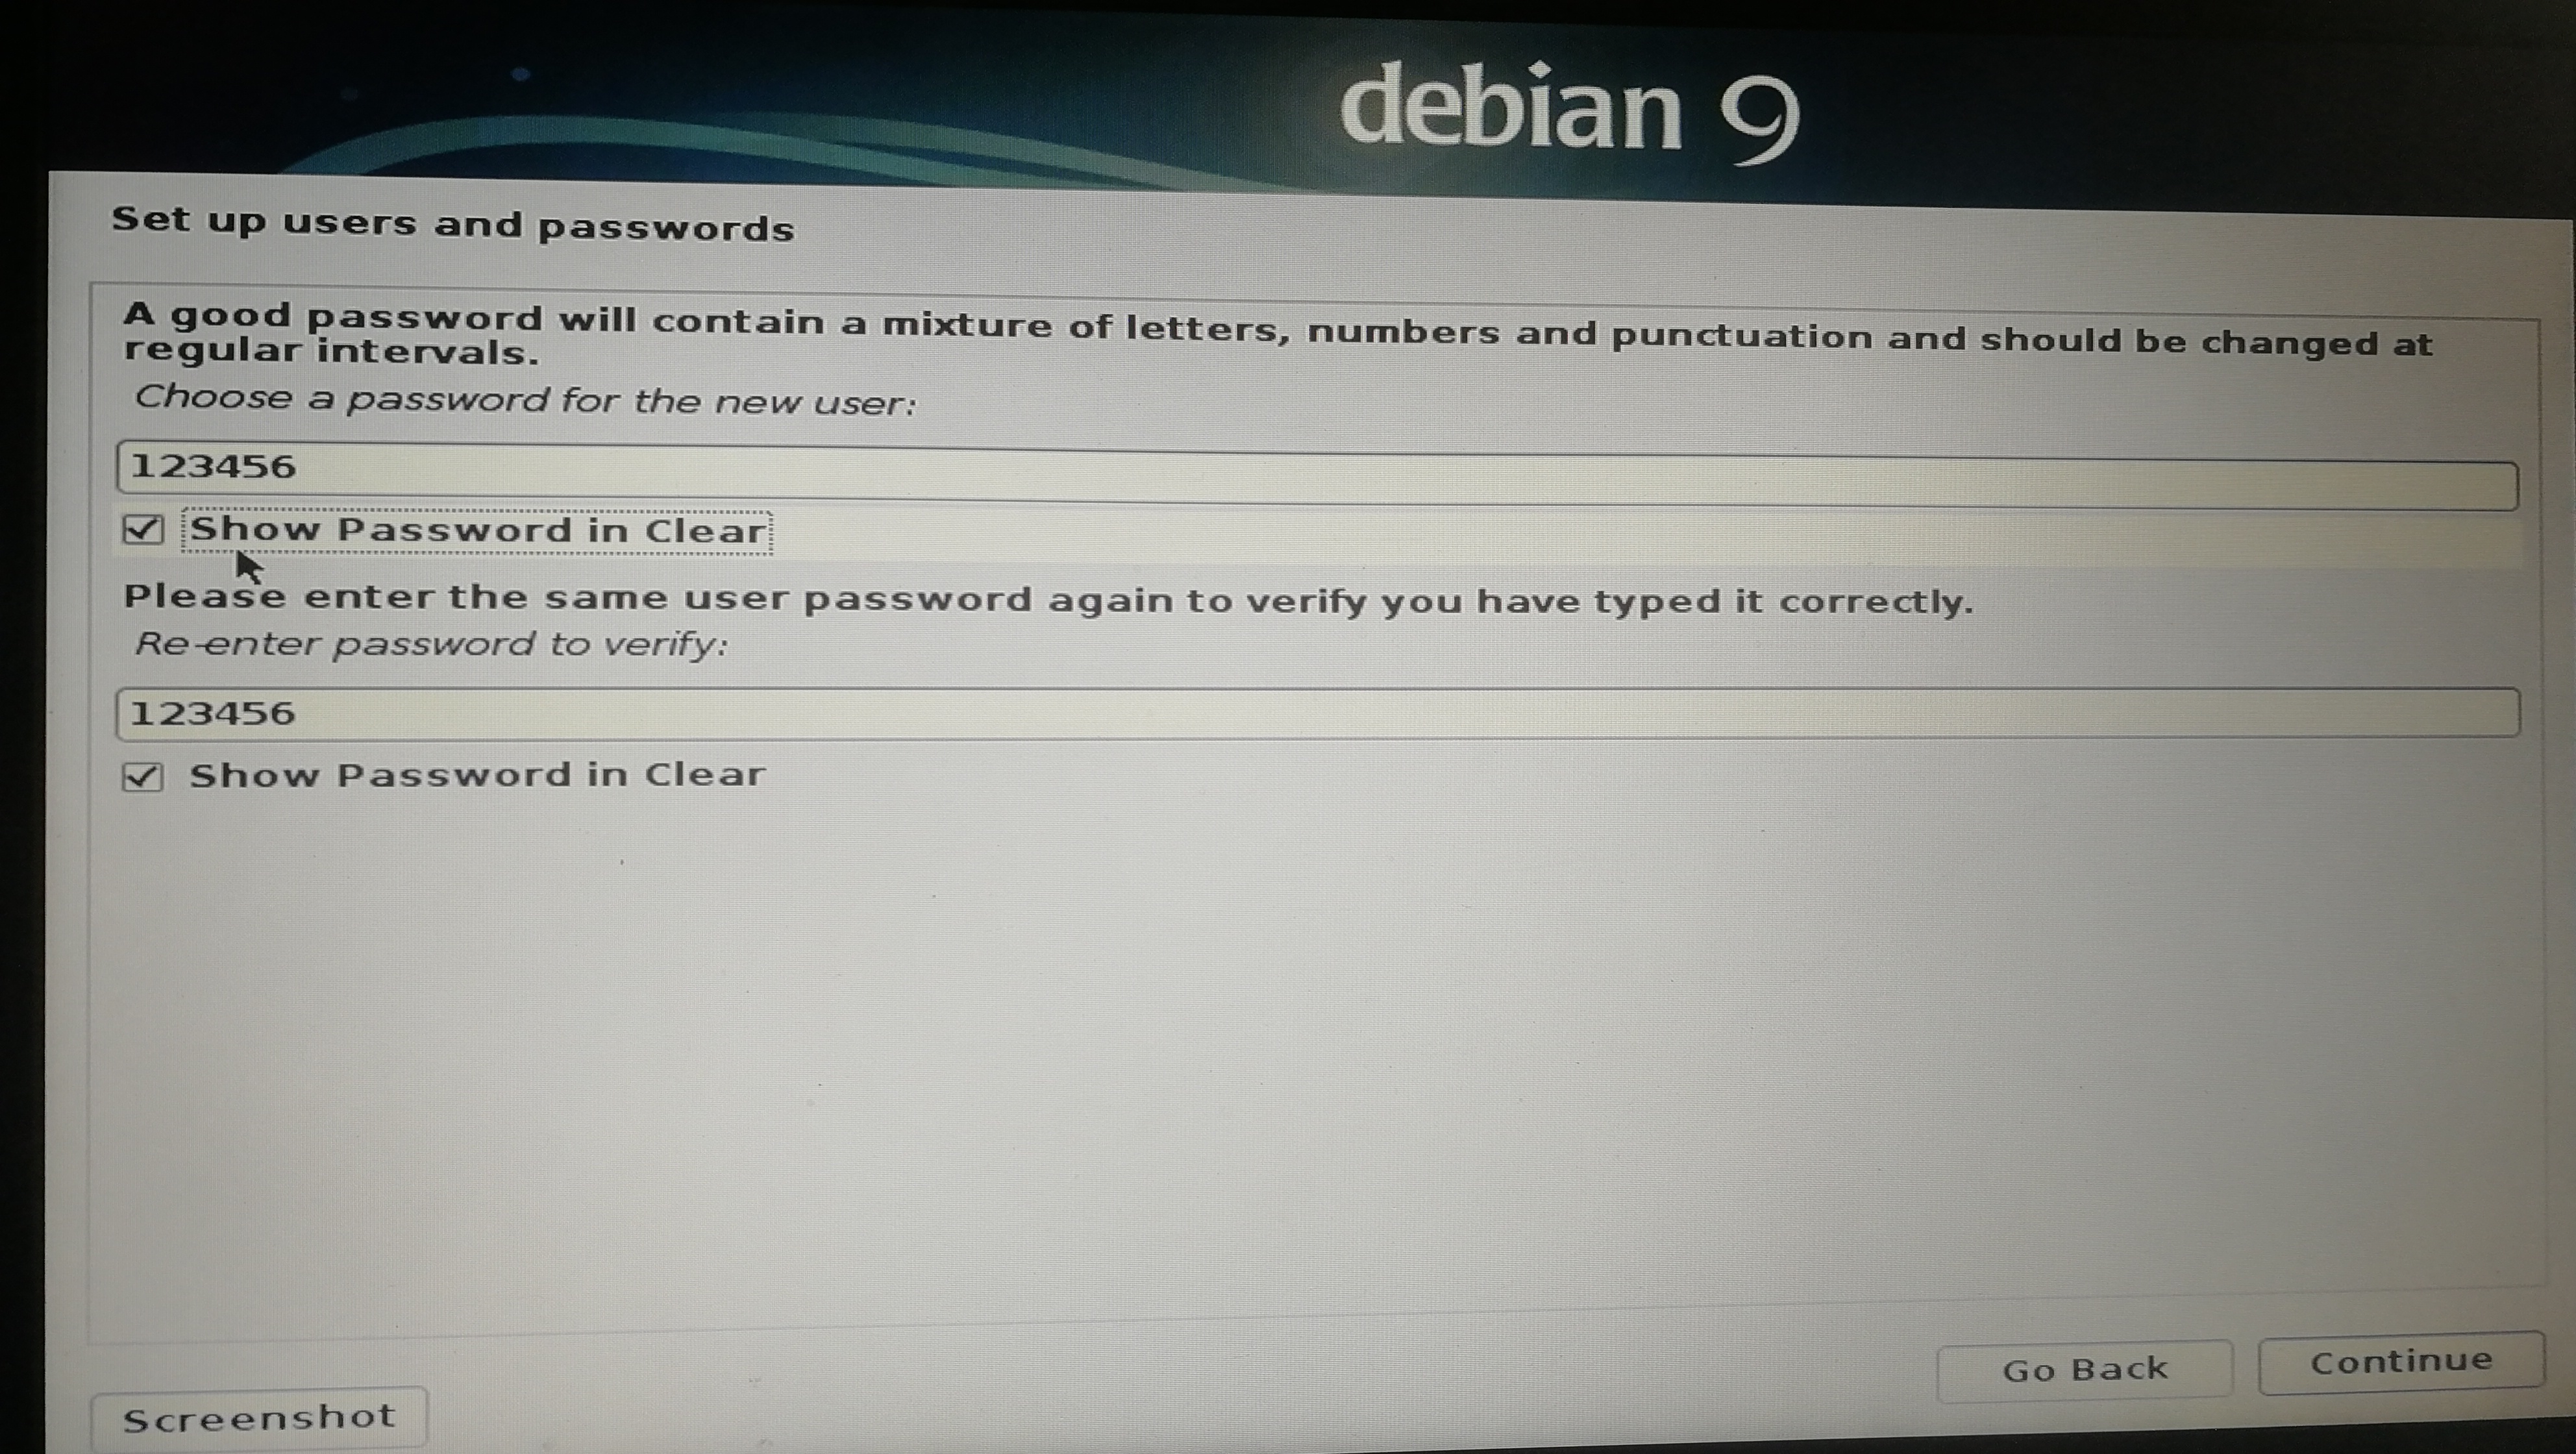 debian 9
Set up users and passwords
A good password will contain a mixture of letters, numbers and punctuation and should be changed at
regular intervals.
Choose a password for the new user:
123456
Show Password in Clear
Please enter the same user password again to verify you have typed it correctly.
Re-enter password to verify:
123456
Show Password in Clear
Go Back
Continue
Screenshot